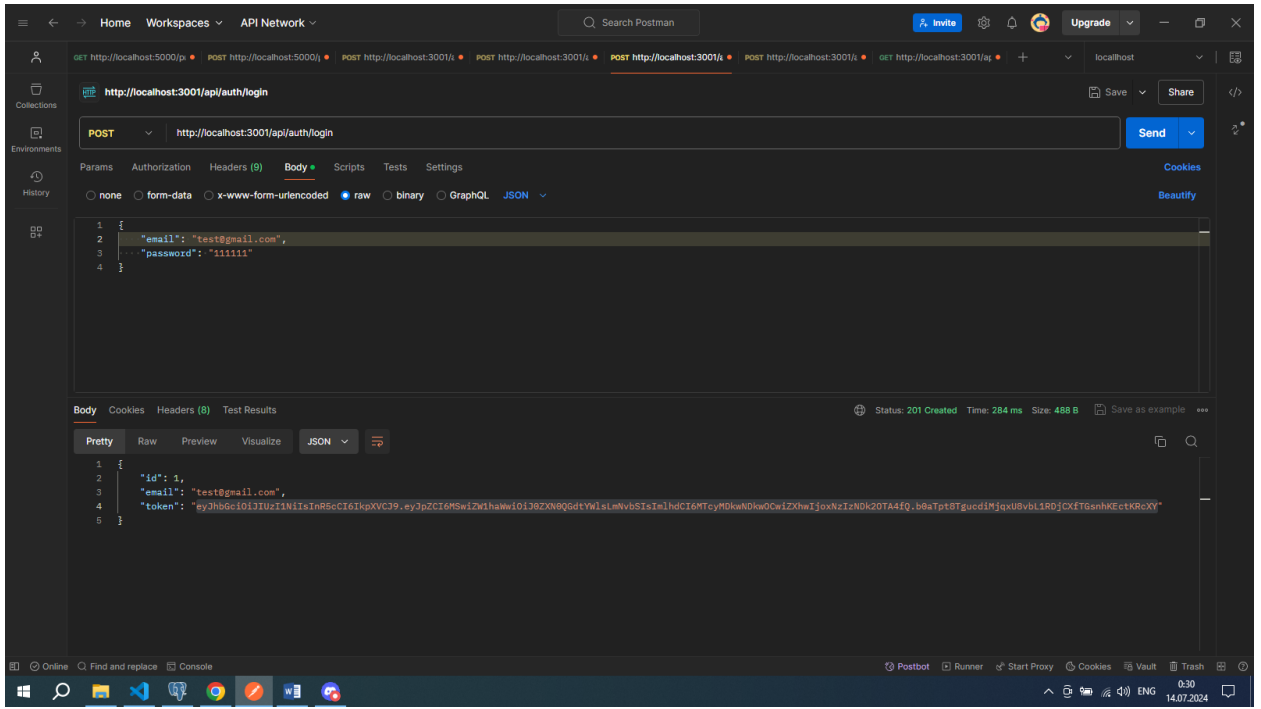 Home Workspaces API Network Search Postman Invite Upgrade
GET http://localhost:5000/p POST http://localhost:5000/ POST http://localhost:3001/ POST http://localhost:3001/ POST http://localhost:3001/ POST http://localhost:3001/ GET http://localhost:3001/ap locallhost
Collections
Environments
History
HTTP http://localhost:3001/api/auth/login Save Share
POST http://localhost:3001/api/auth/login Send
Params Authorization Headers (9) Body Scripts Tests Settings Cookies
none form-data x-www-form-urlencoded raw binary GraphQL JSON Beautify
1 {
2 "email": "test@gmail.com",
3 "password": "111111"
4 }
Body Cookies Headers (8) Test Results Status: 201 Created Time: 284 ms Size: 488 B Save as example
Pretty Raw Preview Visualize JSON
1 {
2 "id": 1,
3 "email": "test@gmail.com",
4 "token": "eyJhbGciOiJIUzI1NiIsInR5cCI6IkpXVCJ9.eyJpZCI6MSwiZW1haWwiOiJ0ZXN0QGdtYWlsLmNvbSIsImlhdCI6MTcyMDkwNDkwOCwiZXhwIjoxNzIzNDk2OTA4fQ.b0aTpt8TgucdiMjqxU8vbL1RDjCXfTGsnhKEctKRcXY"
5 }
Online Find and replace Console Postbot Runner Start Proxy Cookies Vault Trash
ENG 0:30
14.07.2024